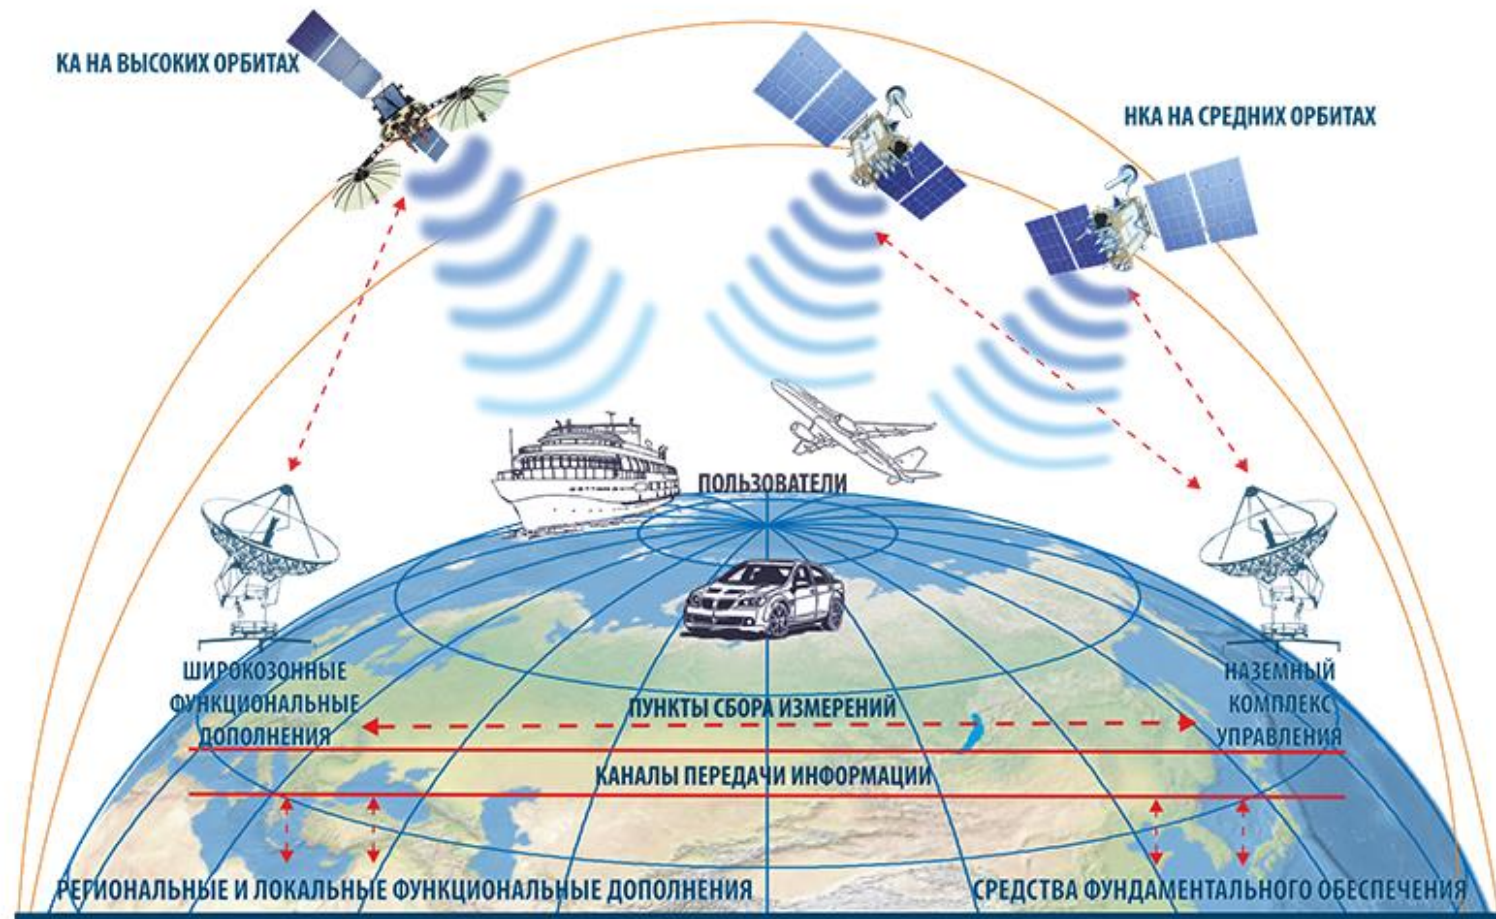 КА НА ВЫСОКИХ ОРБИТАХ
НКА НА СРЕДНИХ ОРБИТАХ
ПОЛЬЗОВАТЕЛИ
ШИРОКОЗОННЫЕ
ФУНКЦИОНАЛЬНЫЕ
ДОПОЛНЕНИЯ
ПУНКТЫ СБОРА ИЗМЕРЕНИЙ
НАЗЕМНЫЙ
КОМПЛЕКС
УПРАВЛЕНИЯ
КАНАЛЫ ПЕРЕДАЧИ ИНФОРМАЦИИ
РЕГИОНАЛЬНЫЕ И ЛОКАЛЬНЫЕ ФУНКЦИОНАЛЬНЫЕ ДОПОЛНЕНИЯ
СРЕДСТВА ФУНДАМЕНТАЛЬНОГО ОБЕСПЕЧЕНИЯ